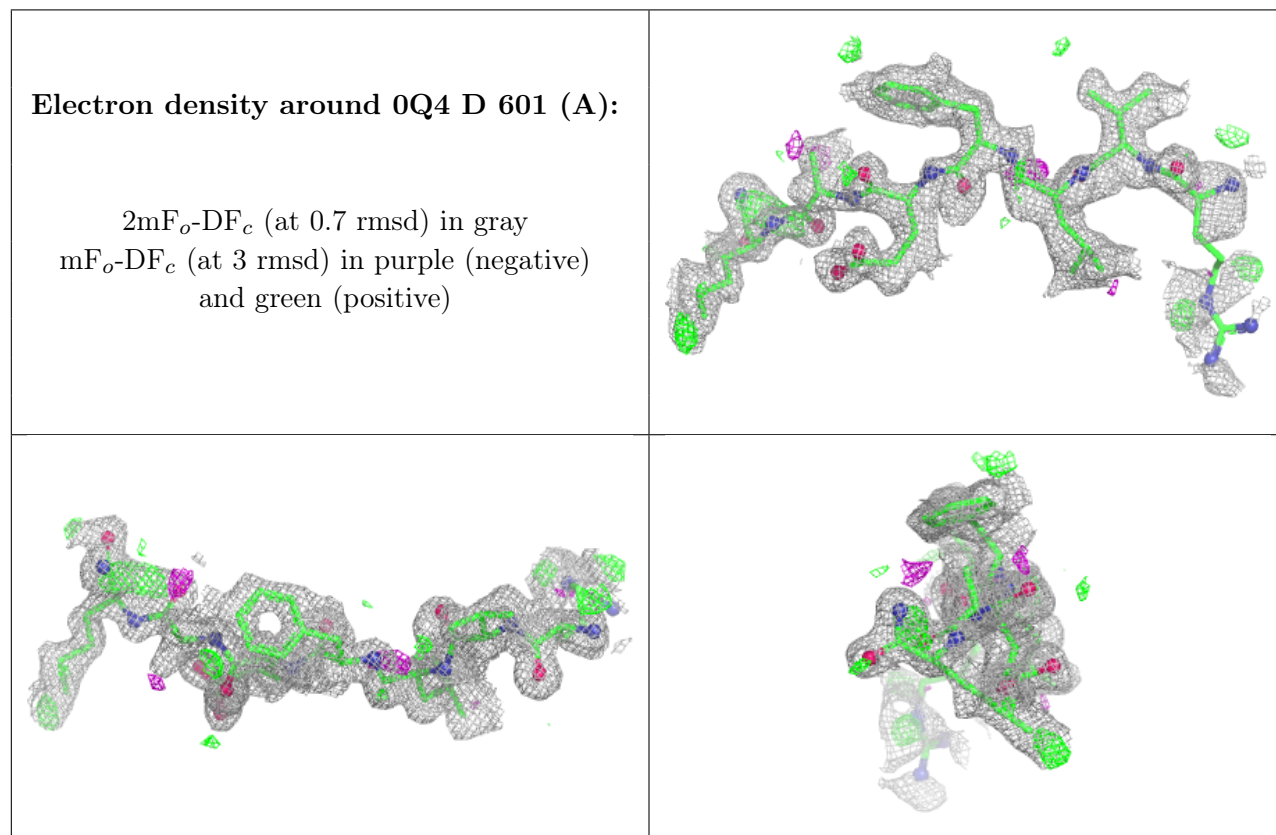 Electron density around 0Q4 D 601 (A):
2mFₒ-DF𝒸 (at 0.7 rmsd) in gray
mFₒ-DF𝒸 (at 3 rmsd) in purple (negative)
and green (positive)